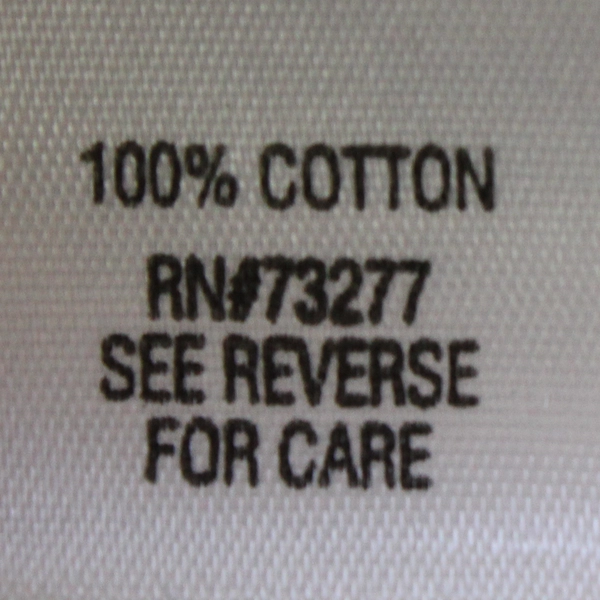 100% COTTON
RN#73277
SEE REVERSE
FOR CARE